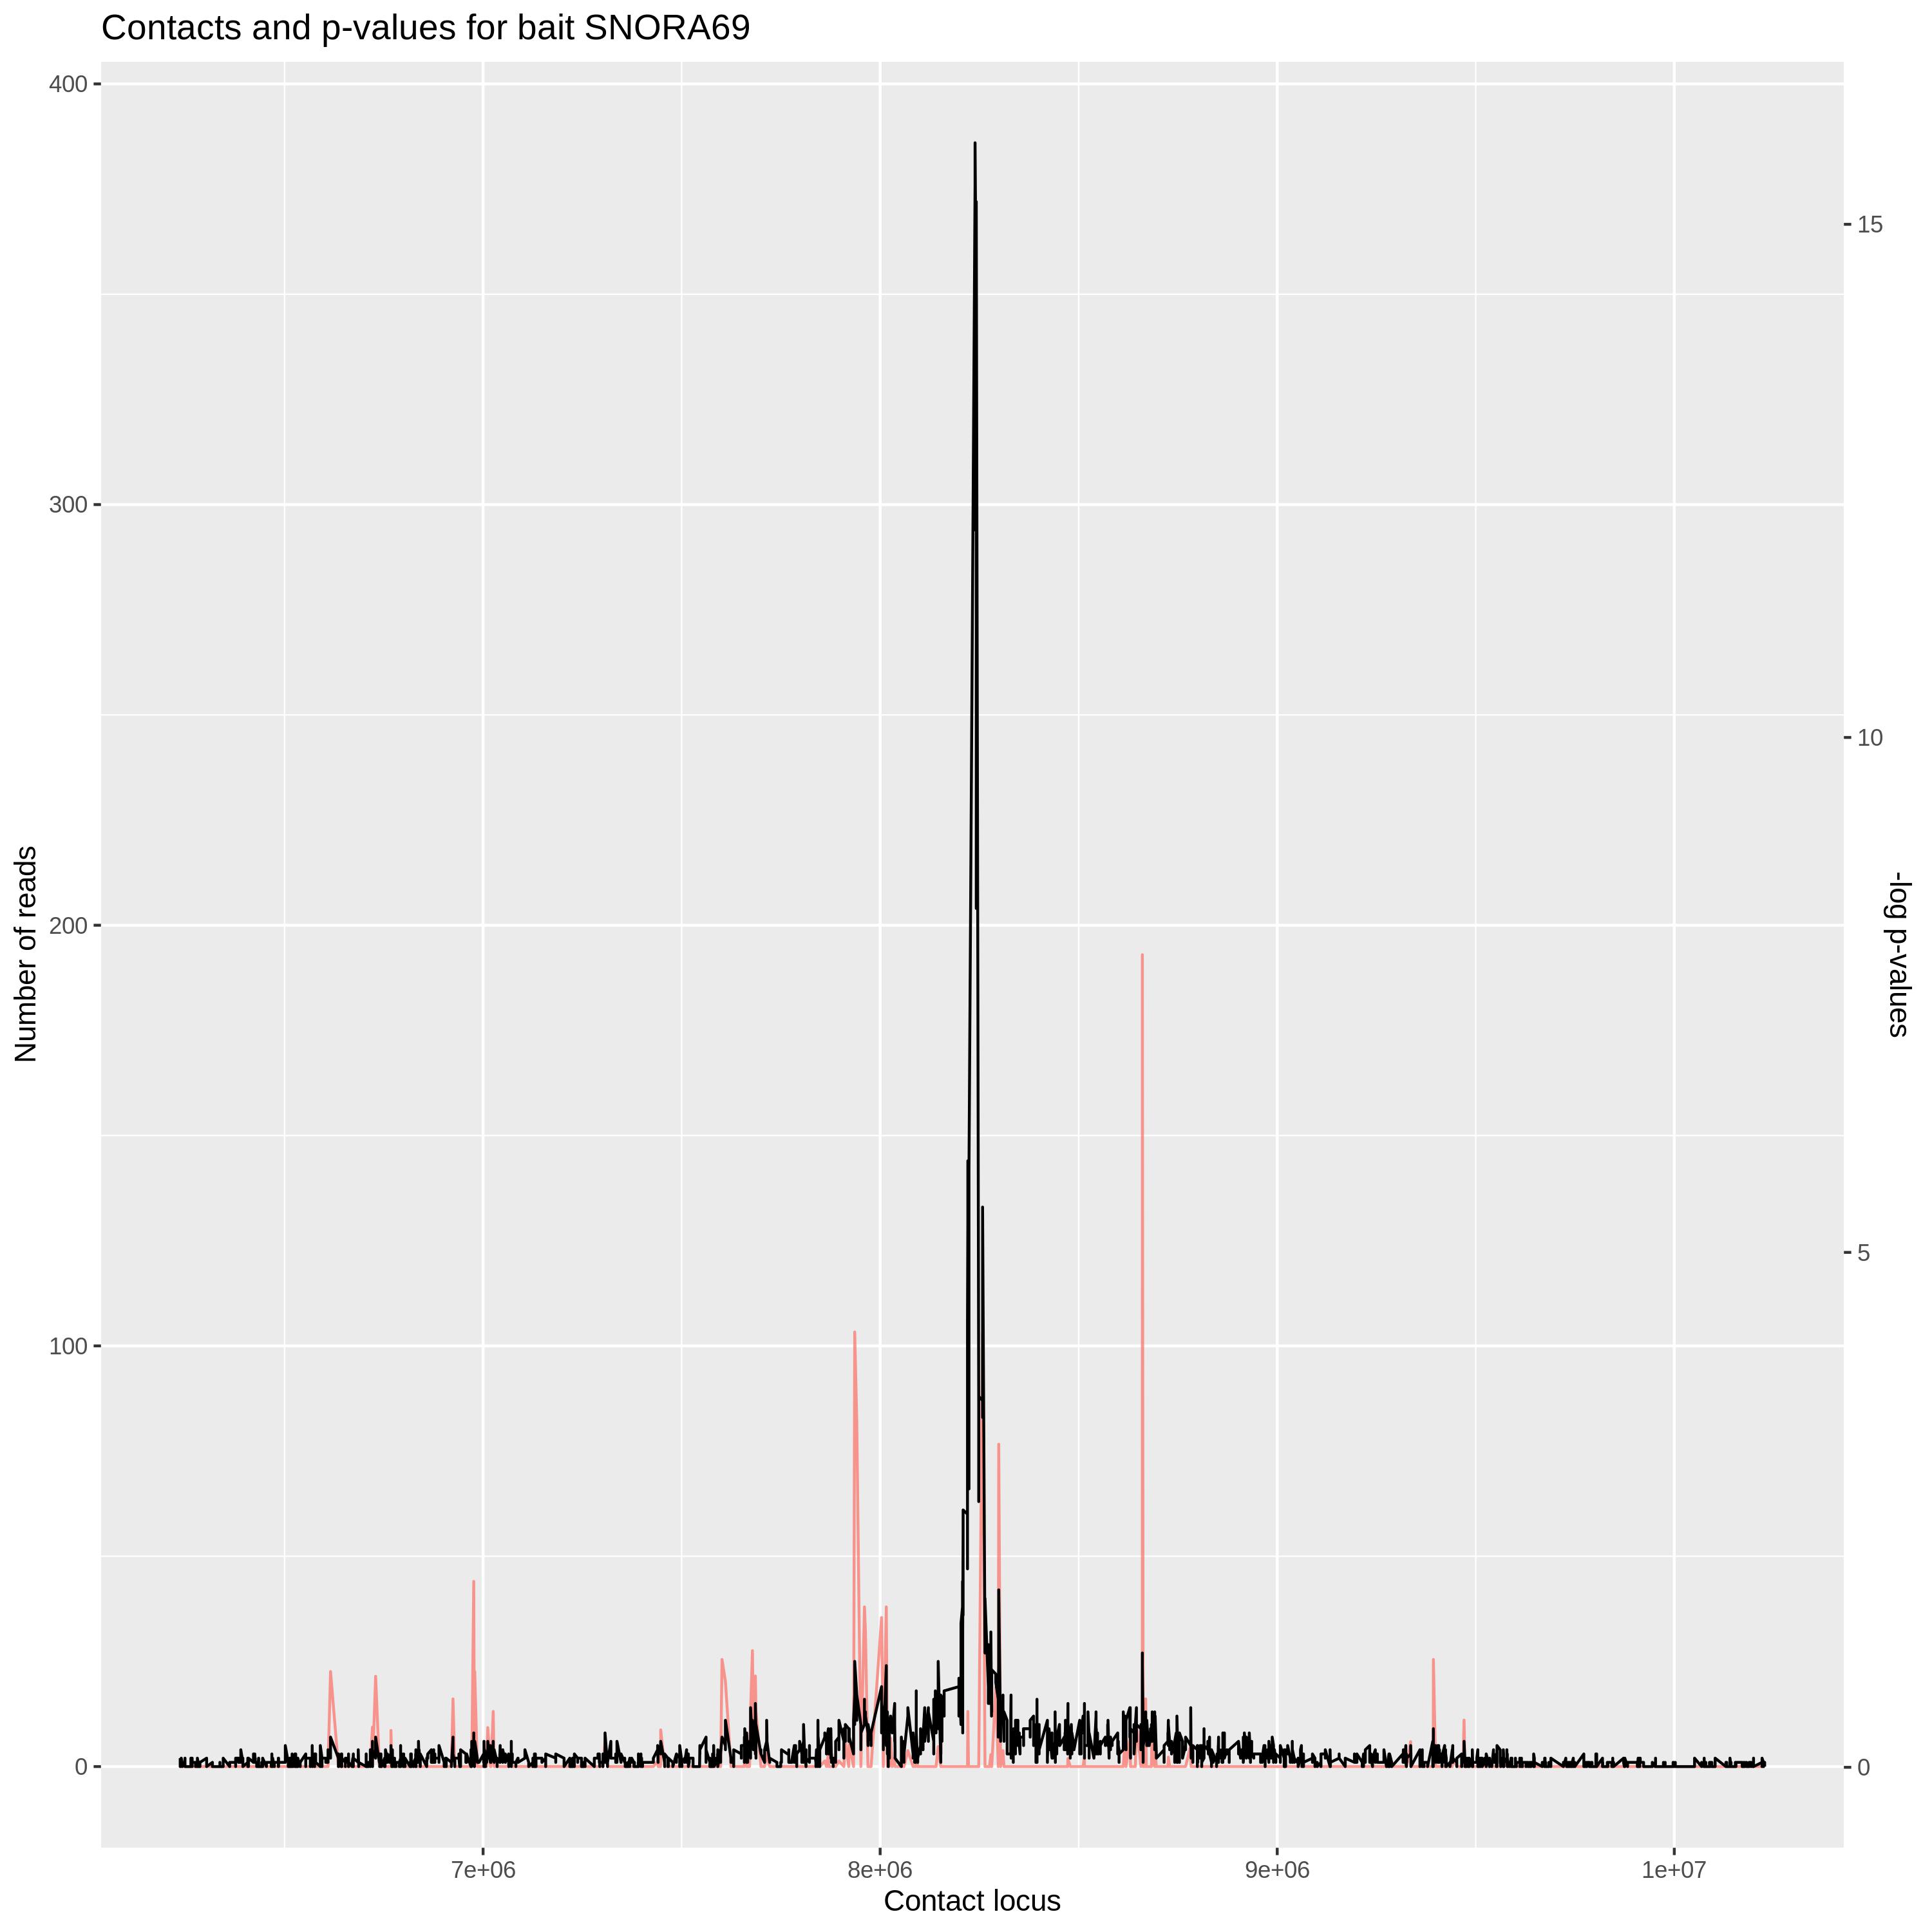 Contacts and p-values for bait SNORA69
400
300
200
100
0
15
10
5
0
Number of reads
-log p-values
7e+06
8e+06
9e+06
1e+07
Contact locus